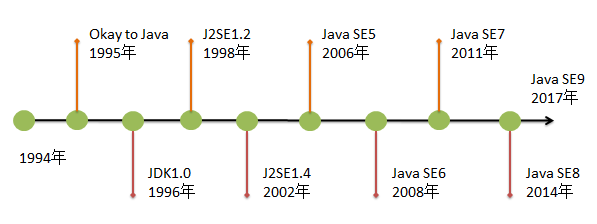 Okay to Java
1995年
J2SE1.2
1998年
Java SE5
2006年
Java SE7
2011年
Java SE9
2017年
1994年
JDK1.0
1996年
J2SE1.4
2002年
Java SE6
2008年
Java SE8
2014年